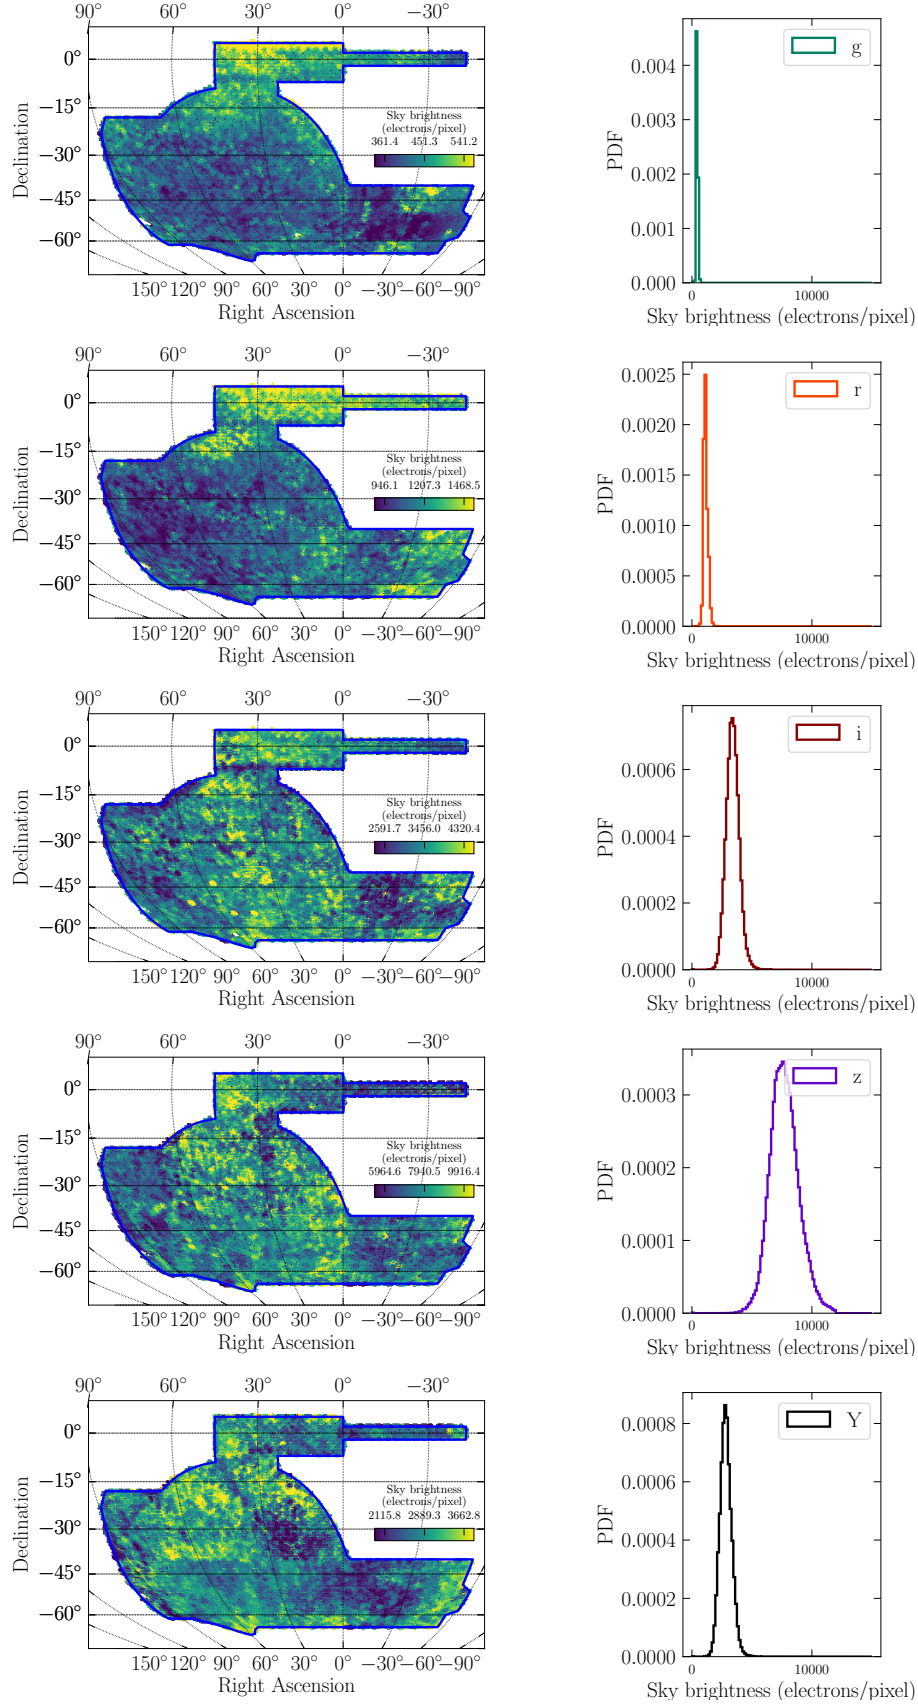 90° 60° 30° 0° −30°
0°
−15°
−30°
−45°
−60°
Declination
Sky brightness
(electrons/pixel)
361.4 451.3 541.2
150° 120° 90° 60° 30° 0° −30° −60° −90°
Right Ascension
g
0.004
0.003
0.002
0.001
0.000
PDF
0 10000
Sky brightness (electrons/pixel)
90° 60° 30° 0° −30°
0°
−15°
−30°
−45°
−60°
Declination
Sky brightness
(electrons/pixel)
946.1 1207.3 1468.5
150° 120° 90° 60° 30° 0° −30° −60° −90°
Right Ascension
r
0.0025
0.0020
0.0015
0.0010
0.0005
0.0000
PDF
0 10000
Sky brightness (electrons/pixel)
90° 60° 30° 0° −30°
0°
−15°
−30°
−45°
−60°
Declination
Sky brightness
(electrons/pixel)
2591.7 3456.0 4320.4
150° 120° 90° 60° 30° 0° −30° −60° −90°
Right Ascension
i
0.0006
0.0004
0.0002
0.0000
PDF
0 10000
Sky brightness (electrons/pixel)
90° 60° 30° 0° −30°
0°
−15°
−30°
−45°
−60°
Declination
Sky brightness
(electrons/pixel)
5964.6 7940.5 9916.4
150° 120° 90° 60° 30° 0° −30° −60° −90°
Right Ascension
z
0.0003
0.0002
0.0001
0.0000
PDF
0 10000
Sky brightness (electrons/pixel)
90° 60° 30° 0° −30°
0°
−15°
−30°
−45°
−60°
Declination
Sky brightness
(electrons/pixel)
2115.8 2889.3 3662.8
150° 120° 90° 60° 30° 0° −30° −60° −90°
Right Ascension
Y
0.0008
0.0006
0.0004
0.0002
0.0000
PDF
0 10000
Sky brightness (electrons/pixel)